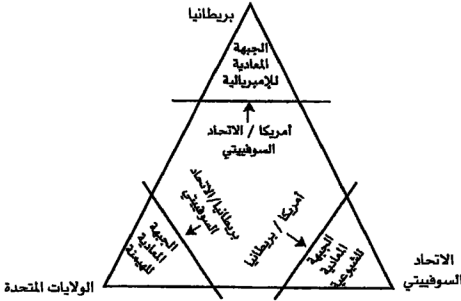 بريطانيا
الجبهة
المعادية
للإمبريالية
أمريكا / الاتحاد
السوفييتي
بريطانيا/الاتحاد
السوفييتي
الجبهة
المعادية
للهيمنة
أمريكا / بريطانيا
الجبهة
المعادية
للشيوعية
الاتحاد
السوفييتي
الولايات المتحدة